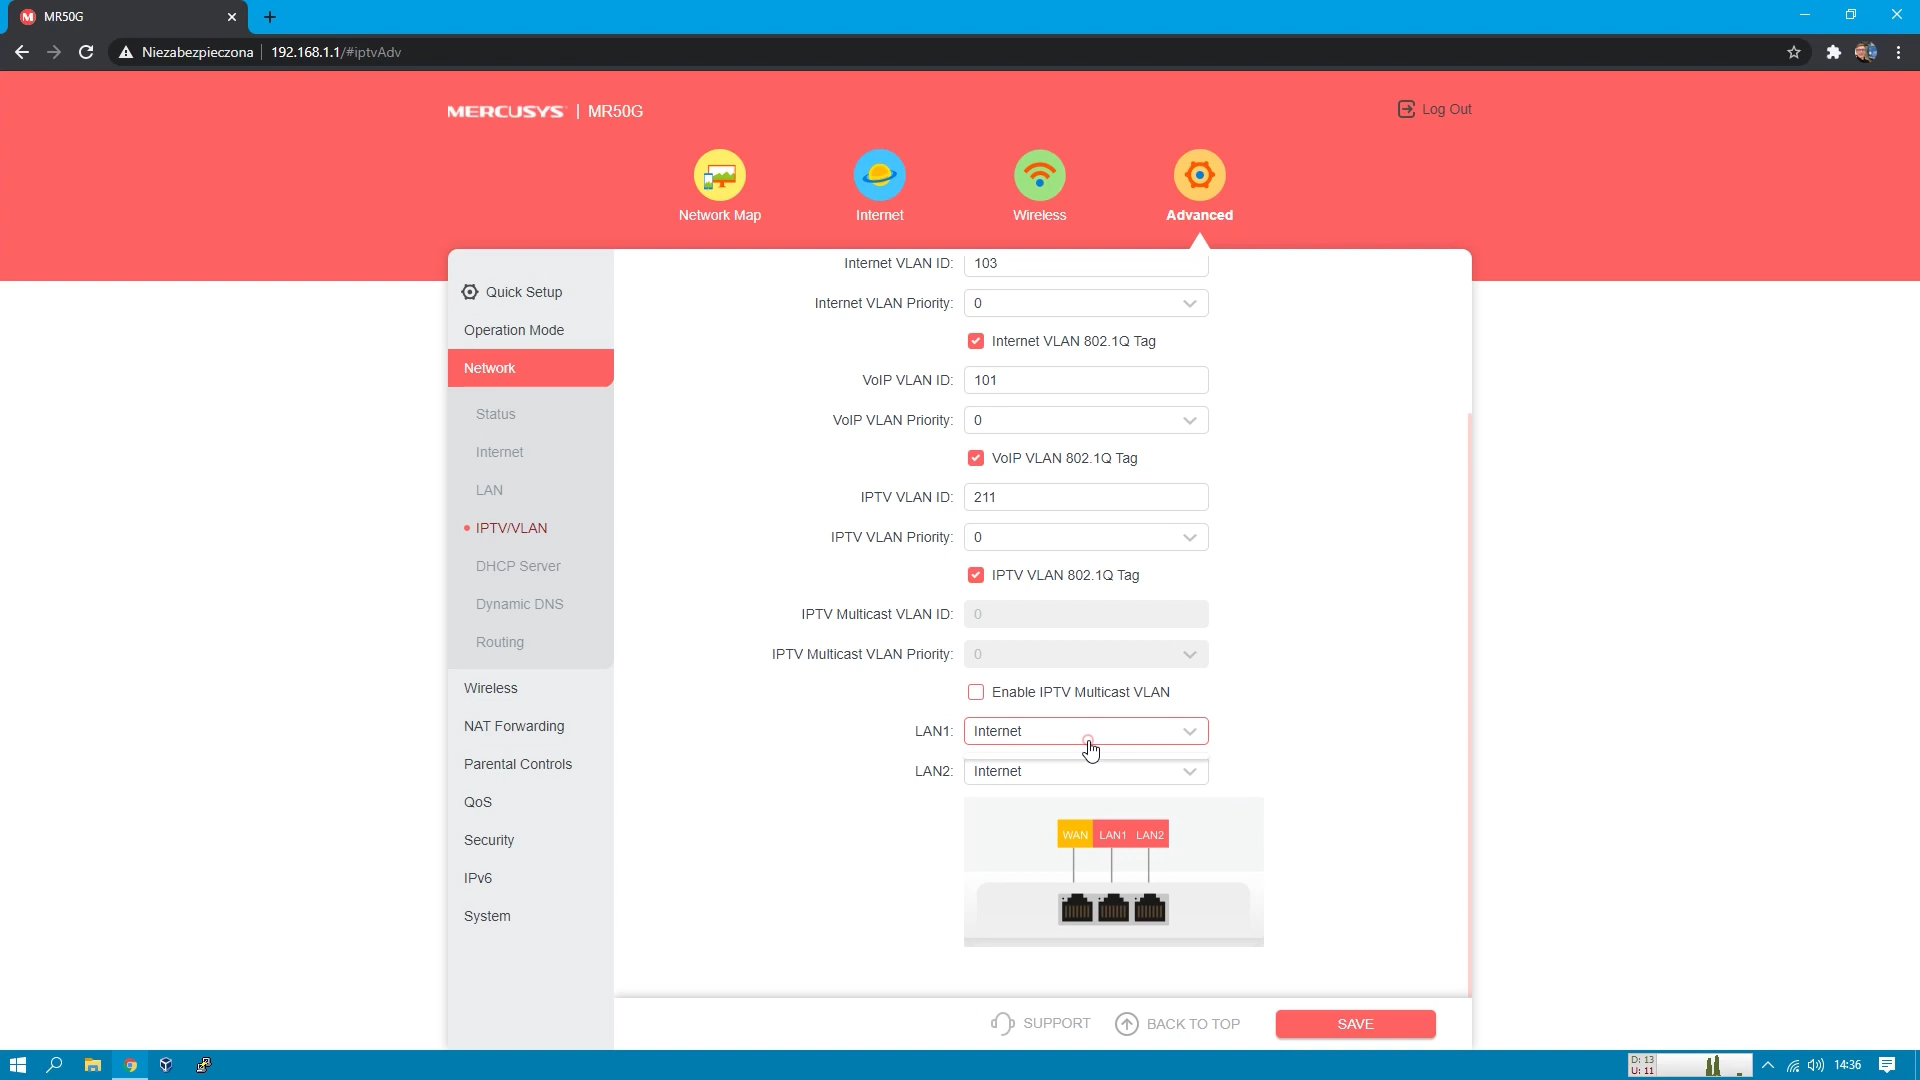 MR50G
Niezabezpieczona
192.168.1.1/#iptvAdv
MERCUSYS | MR50G
Log Out
Network Map
Internet
Wireless
Advanced
Quick Setup
Operation Mode
Network
Status
Internet
LAN
IPTV/VLAN
DHCP Server
Dynamic DNS
Routing
Wireless
NAT Forwarding
Parental Controls
QoS
Security
IPv6
System
Internet VLAN ID: 103
Internet VLAN Priority: 0
Internet VLAN 802.1Q Tag
VoIP VLAN ID: 101
VoIP VLAN Priority: 0
VoIP VLAN 802.1Q Tag
IPTV VLAN ID: 211
IPTV VLAN Priority: 0
IPTV VLAN 802.1Q Tag
IPTV Multicast VLAN ID: 0
IPTV Multicast VLAN Priority: 0
Enable IPTV Multicast VLAN
LAN1: Internet
LAN2: Internet
WAN LAN1 LAN2
SUPPORT
BACK TO TOP
SAVE
D: 13
U: 11
14:36